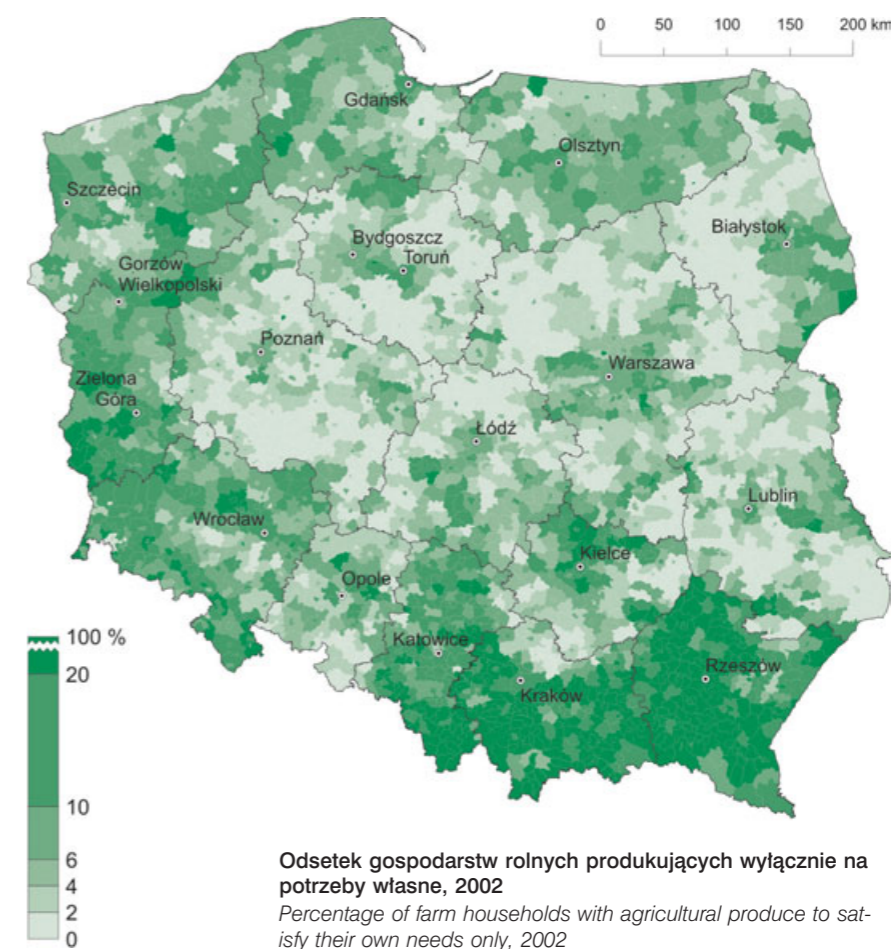 0 50 100 150 200 km
Gdańsk
Olsztyn
Szczecin
Białystok
Bydgoszcz
Toruń
Gorzów
Wielkopolski
Poznań
Warszawa
Zielona
Góra
Łódź
Lublin
Wrocław
Kielce
Opole
100 %
Katowice
Rzeszów
20
Kraków
10
6
4
2
0
Odsetek gospodarstw rolnych produkujących wyłącznie na
potrzeby własne, 2002
Percentage of farm households with agricultural produce to sat-
isfy their own needs only, 2002